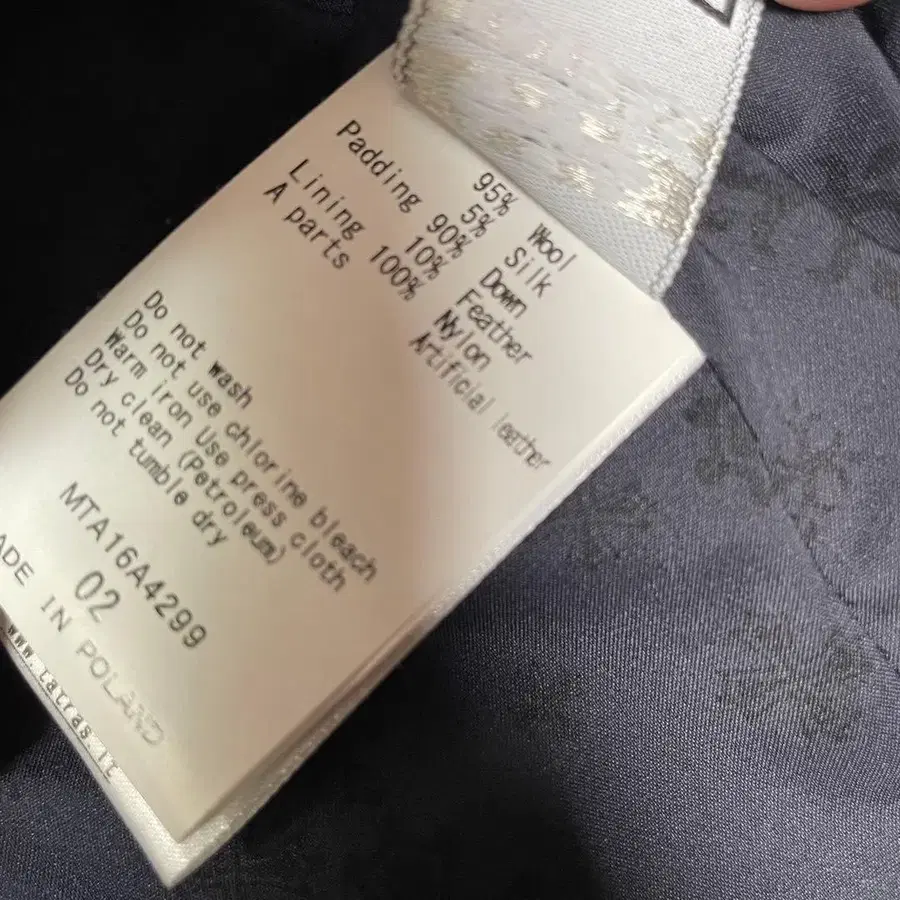 95% Wool
5% Silk
Padding 90% Down
10% Feather
Lining 100% Nylon
A parts Artificial leather
Do not wash
Do not use chlorine bleach
Warm iron Use press cloth
Dry clean (Petroleum)
Do not tumble dry
MTA16A4299
02
ADE IN POLAND
www.tatras.it